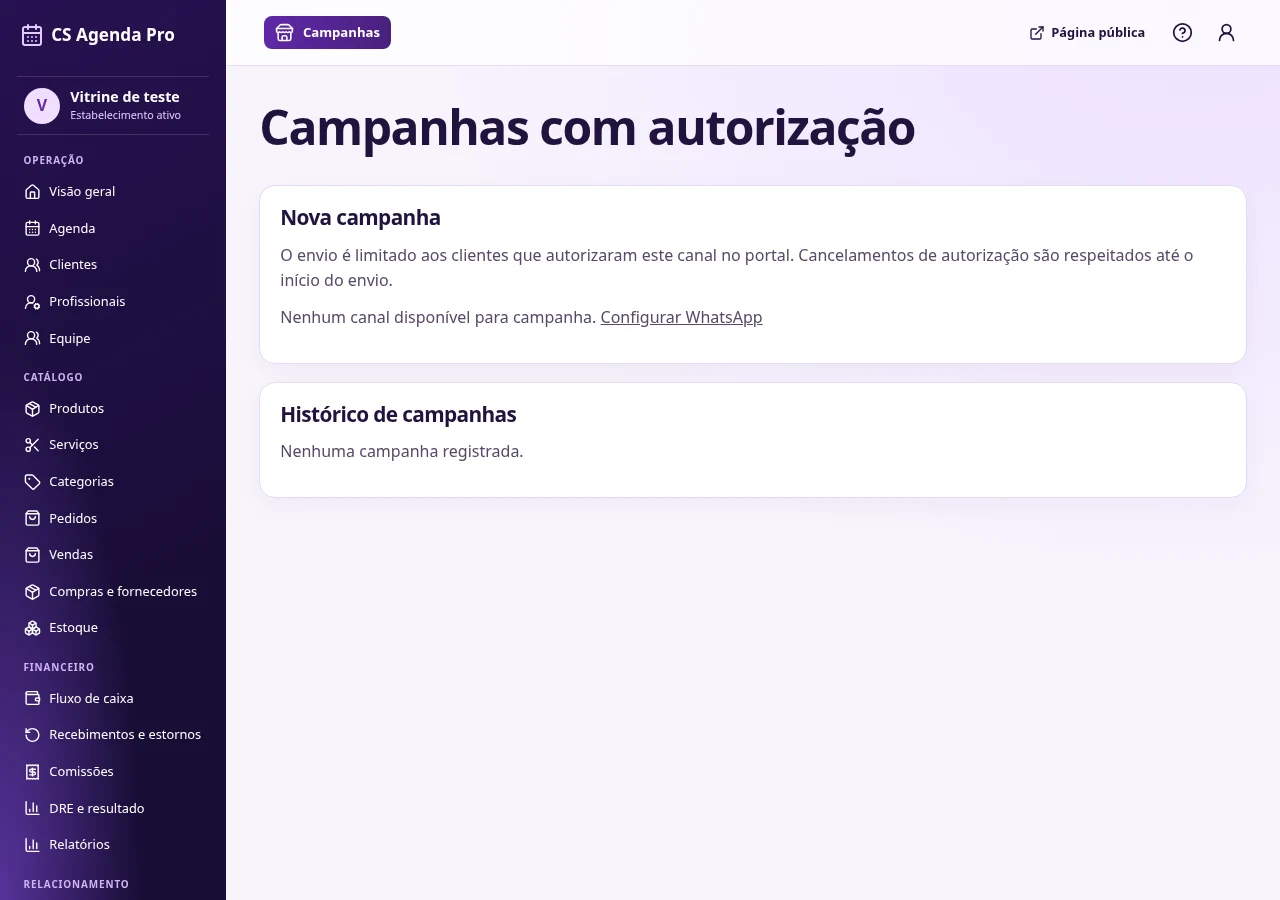 CS Agenda Pro
V
Vitrine de teste
Estabelecimento ativo
OPERAÇÃO
Visão geral
Agenda
Clientes
Profissionais
Equipe
CATÁLOGO
Produtos
Serviços
Categorias
Pedidos
Vendas
Compras e fornecedores
Estoque
FINANCEIRO
Fluxo de caixa
Recebimentos e estornos
Comissões
DRE e resultado
Relatórios
RELACIONAMENTO
Campanhas
Página pública
Campanhas com autorização
Nova campanha
O envio é limitado aos clientes que autorizaram este canal no portal. Cancelamentos de autorização são respeitados até o
início do envio.
Nenhum canal disponível para campanha. Configurar WhatsApp
Histórico de campanhas
Nenhuma campanha registrada.